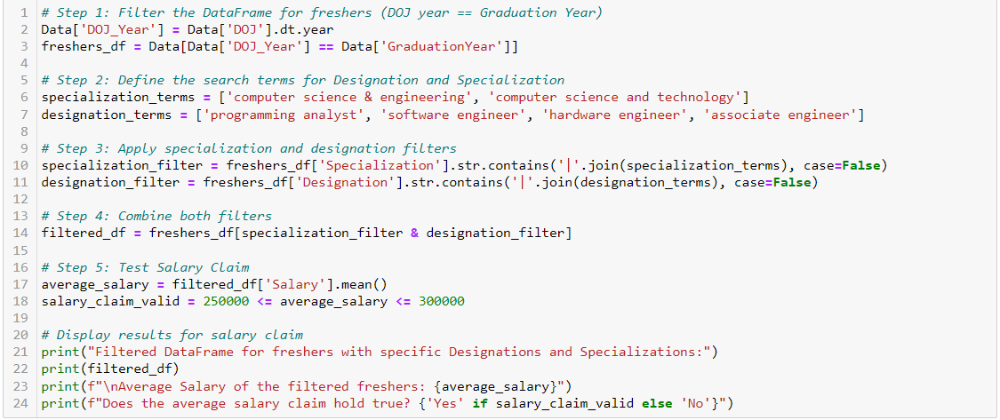 1 # Step 1: Filter the DataFrame for freshers (DOJ year == Graduation Year)
2 Data['DOJ_Year'] = Data['DOJ'].dt.year
3 freshers_df = Data[Data['DOJ_Year'] == Data['GraduationYear']]
4
5 # Step 2: Define the search terms for Designation and Specialization
6 specialization_terms = ['computer science & engineering', 'computer science and technology']
7 designation_terms = ['programming analyst', 'software engineer', 'hardware engineer', 'associate engineer']
8
9 # Step 3: Apply specialization and designation filters
10 specialization_filter = freshers_df['Specialization'].str.contains('|'.join(specialization_terms), case=False)
11 designation_filter = freshers_df['Designation'].str.contains('|'.join(designation_terms), case=False)
12
13 # Step 4: Combine both filters
14 filtered_df = freshers_df[specialization_filter & designation_filter]
15
16 # Step 5: Test Salary Claim
17 average_salary = filtered_df['Salary'].mean()
18 salary_claim_valid = 250000 <= average_salary <= 300000
19
20 # Display results for salary claim
21 print("Filtered DataFrame for freshers with specific Designations and Specializations:")
22 print(filtered_df)
23 print(f"\nAverage Salary of the filtered freshers: {average_salary}")
24 print(f"Does the average salary claim hold true? {'Yes' if salary_claim_valid else 'No'}")